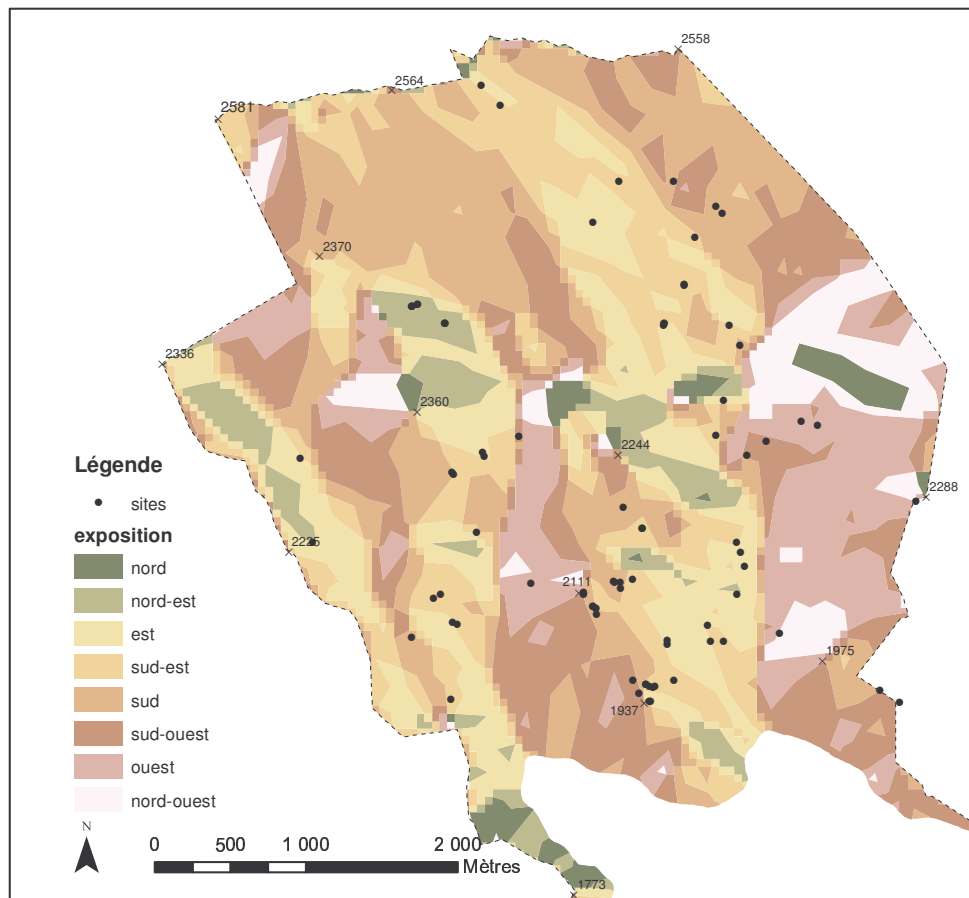 2558
2564
2581
2370
2336
2360
2244
2288
2225
2111
1975
1937
1773
Légende
sites
exposition
nord
nord-est
est
sud-est
sud
sud-ouest
ouest
nord-ouest
N
0 500 1 000 2 000
Mètres